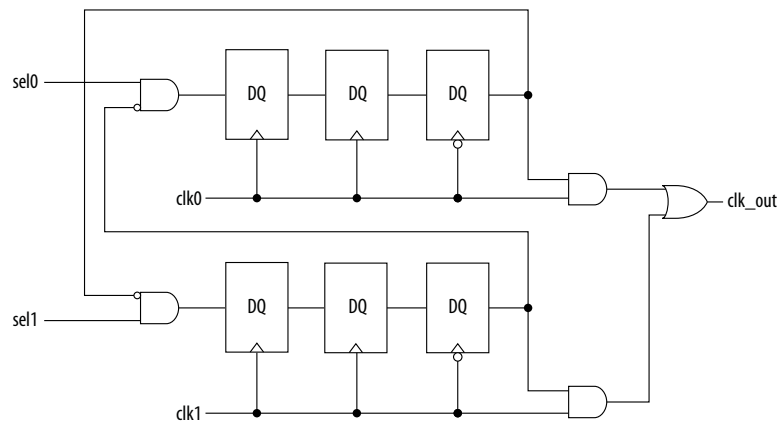 sel0
DQ DQ DQ
clk0
clk_out
DQ DQ DQ
sel1
clk1